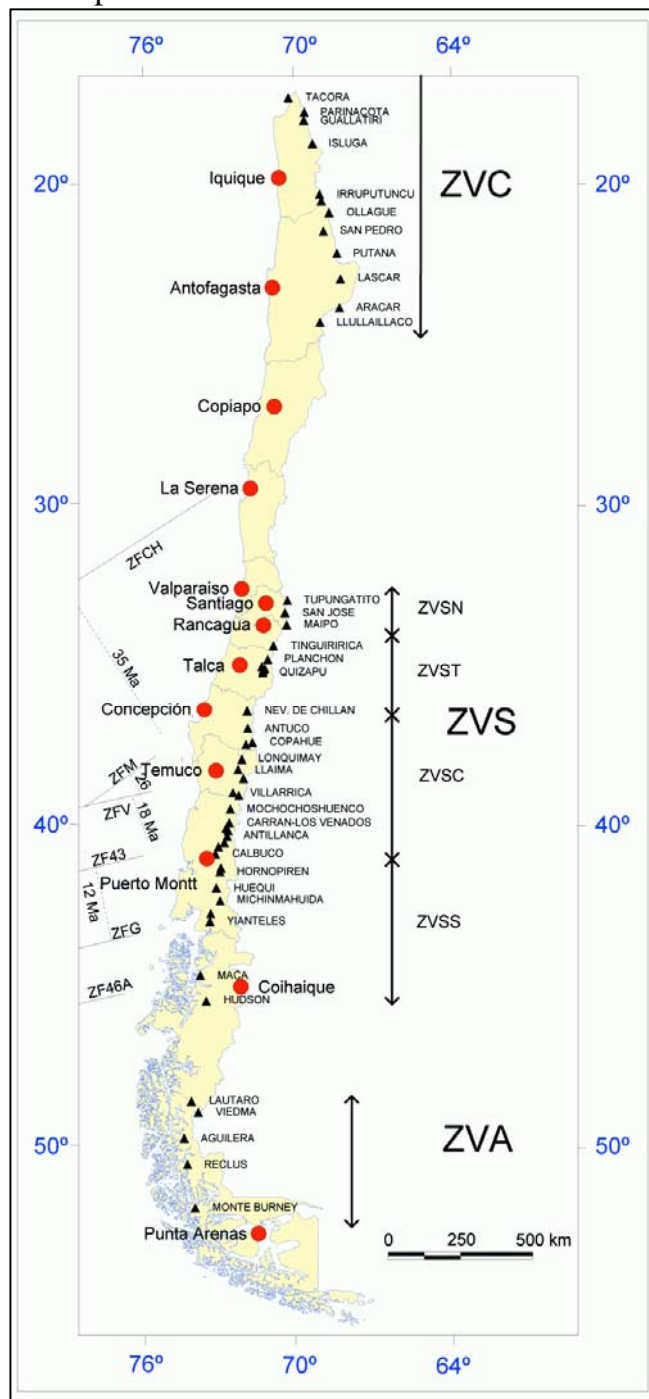 76º 70º 64º
TACORA
PARINACOTA
GUALLATIRI
ISLUGA
20º Iquique ZVC 20º
IRRUPUTUNCU
OLLAGUE
SAN PEDRO
PUTANA
LASCAR
Antofagasta
ARACAR
LLULLAILLACO
Copiapo
La Serena
30º 30º
ZFCH
Valparaiso
TUPUNGATITO
Santiago ZVSN
SAN JOSE
Rancagua MAIPO
TINGUIRIRICA
PLANCHON
Talca QUIZAPU ZVST
35 Ma
Concepción NEV. DE CHILLAN ZVS
ANTUCO
COPAHUE
LONQUIMAY
ZFM Temuco LLAIMA ZVSC
26
VILLARRICA
ZFV 18 Ma MOCHOCHOSHUENCO
40º CARRAN-LOS VENADOS 40º
ANTILLANCA
ZF43 CALBUCO
HORNOPIREN
Puerto Montt
HUEQUI
12 Ma MICHINMAHUIDA
YIANTELES ZVSS
ZFG
MACA
ZF46A Coihaique
HUDSON
LAUTARO
VIEDMA
AGUILERA ZVA
50º 50º
RECLUS
MONTE BURNEY
Punta Arenas
0 250 500 km
76º 70º 64º